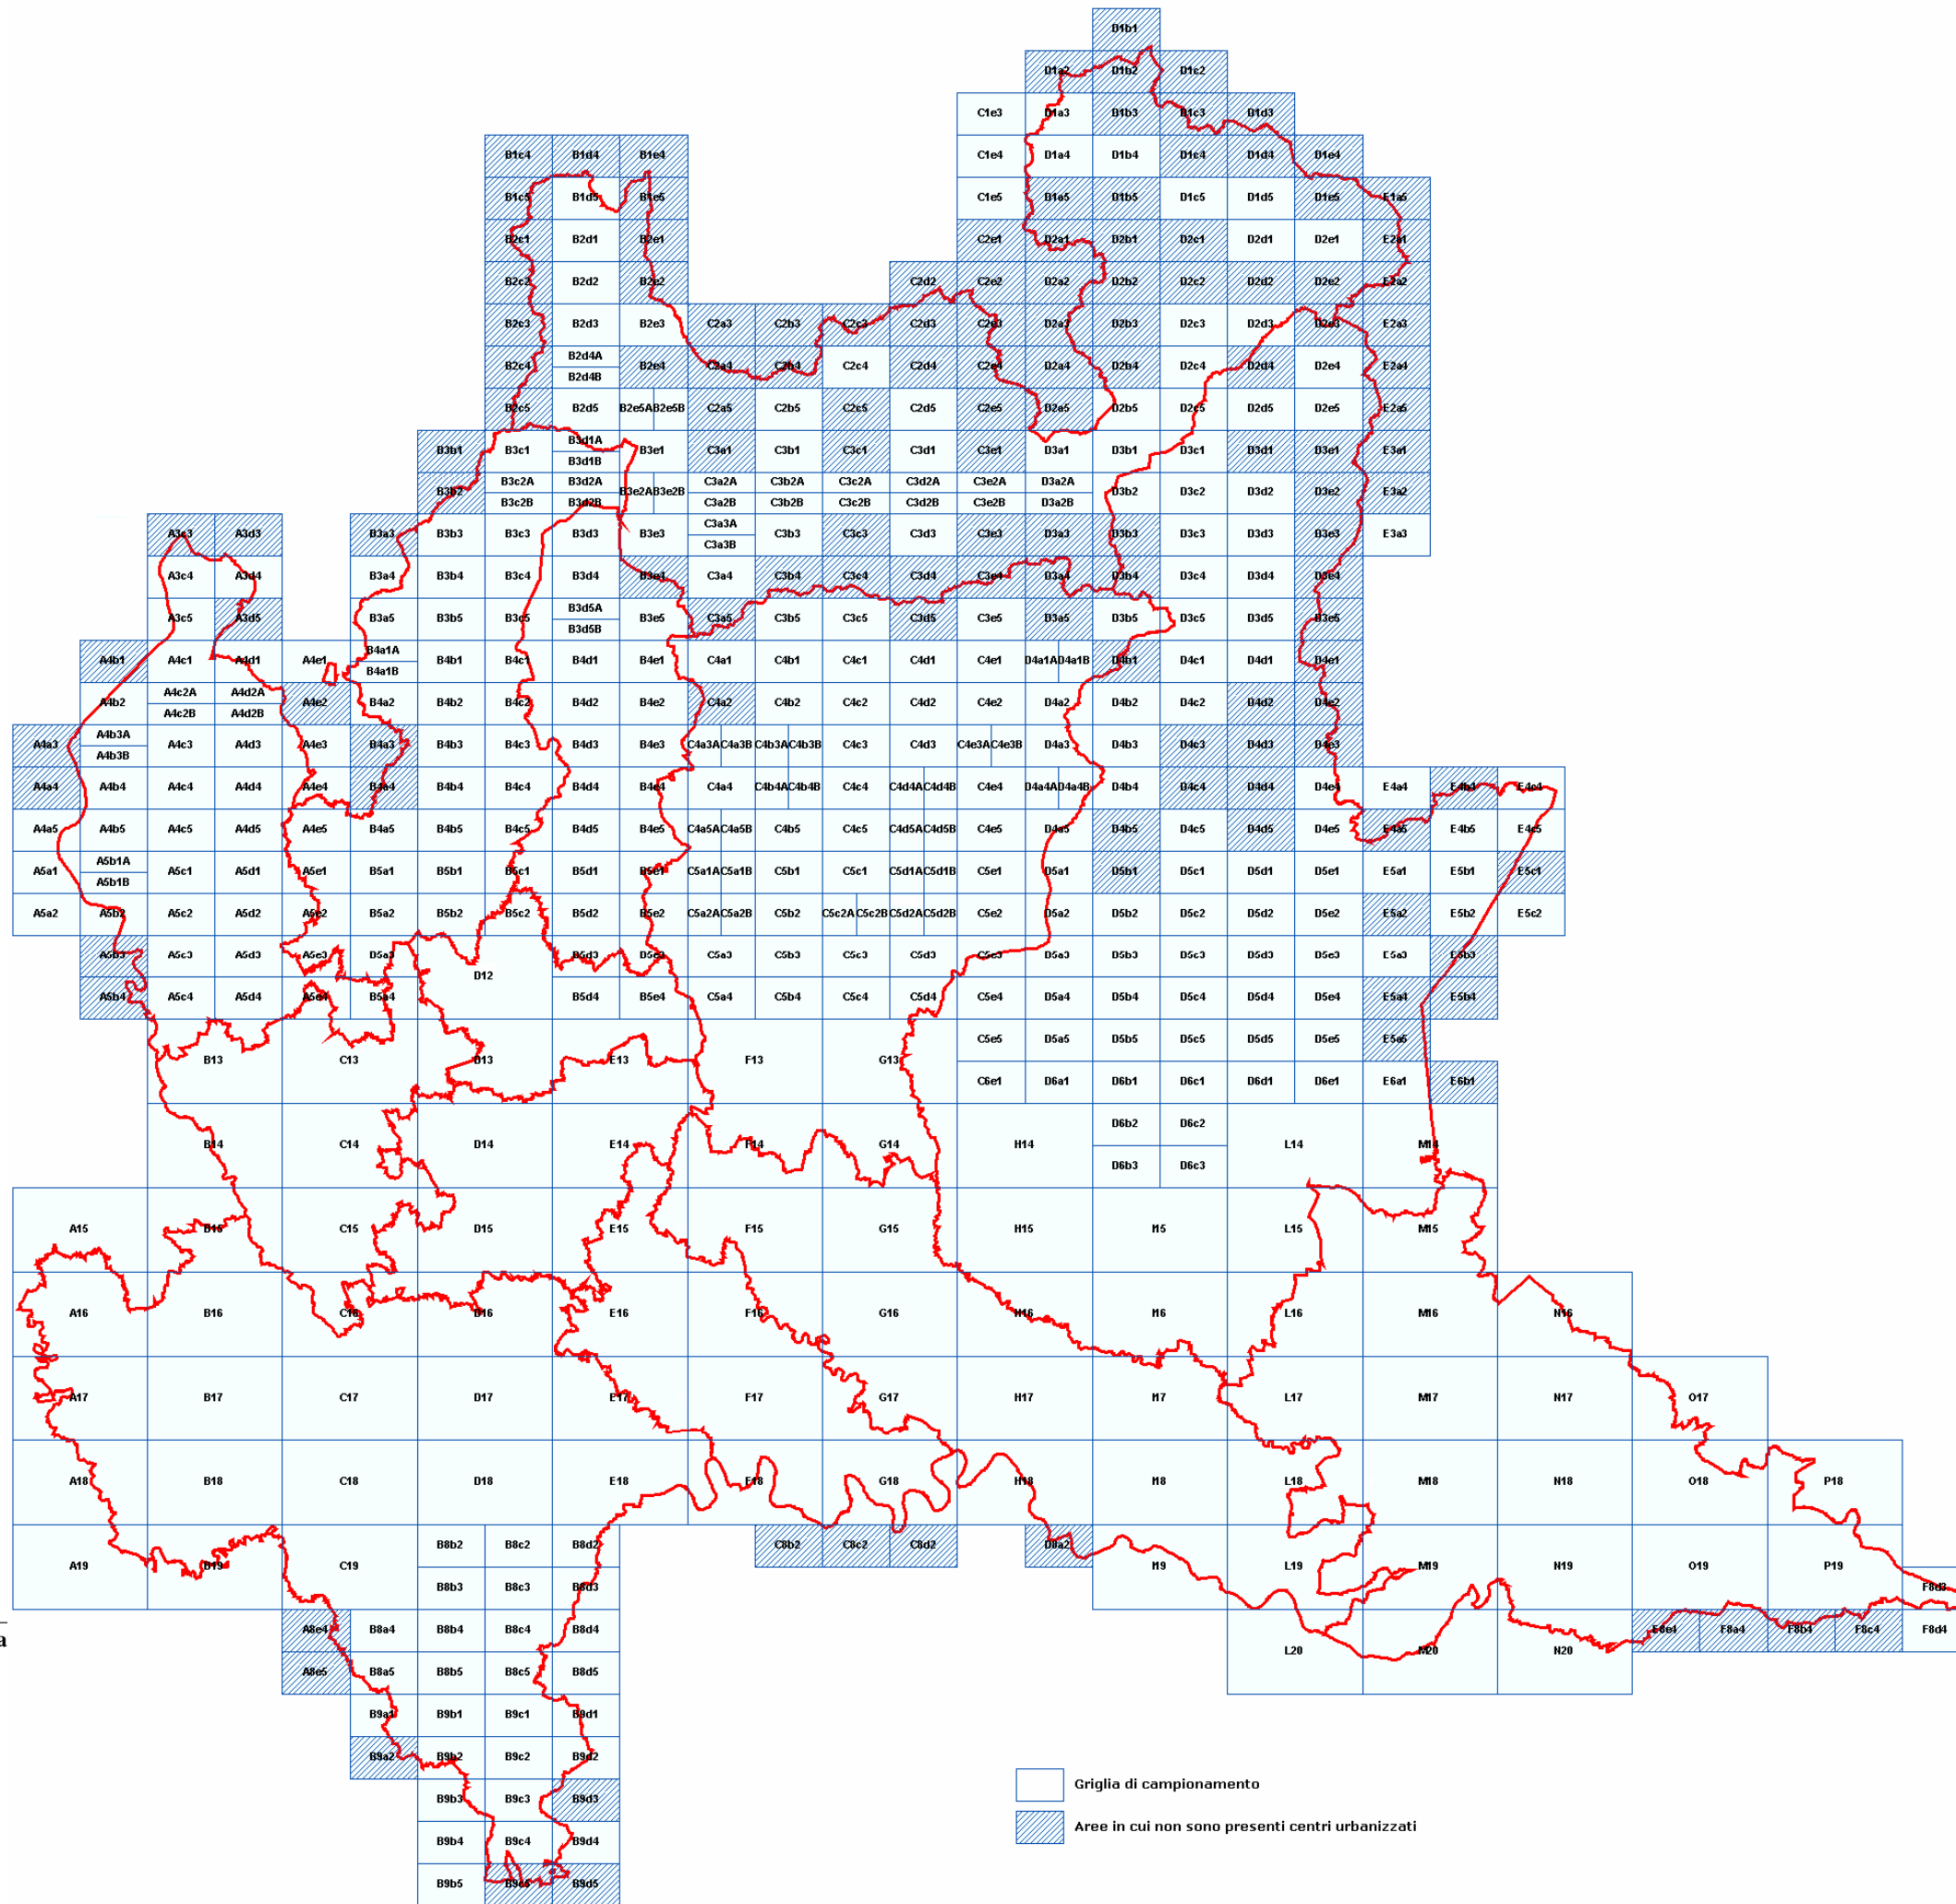 D1b1
D1a2 D1b2 D1c2
C1e3 D1a3 D1b3 D1c3 D1d3
B1c4 B1d4 B1e4 C1e4 D1a4 D1b4 D1c4 D1d4 D1e4
B1c5 B1d5 B1e5 C1e5 D1a5 D1b5 D1c5 D1d5 D1e5 E1a5
B2c1 B2d1 B2e1 C2e1 D2a1 D2b1 D2c1 D2d1 D2e1 E2a1
B2c2 B2d2 B2e2 C2d2 C2e2 D2a2 D2b2 D2c2 D2d2 D2e2 E2a2
B2c3 B2d3 B2e3 C2a3 C2b3 C2c3 C2d3 C2e3 D2a3 D2b3 D2c3 D2d3 D2e3 E2a3
B2d4A
B2c4 B2e4 C2a4 C2b4 C2c4 C2d4 C2e4 D2a4 D2b4 D2c4 D2d4 D2e4 E2a4
B2d4B
B2c5 B2d5 B2e5A B2e5B C2a5 C2b5 C2c5 C2d5 C2e5 D2a5 D2b5 D2c5 D2d5 D2e5 E2a5
B3d1A
B3b1 B3c1 B3e1 C3a1 C3b1 C3c1 C3d1 C3e1 D3a1 D3b1 D3c1 D3d1 D3e1 E3a1
B3d1B
B3c2A B3d2A C3a2A C3b2A C3c2A C3d2A C3e2A D3a2A
B3b2 B3e2A B3e2B D3b2 D3c2 D3d2 D3e2 E3a2
B3c2B B3d2B C3a2B C3b2B C3c2B C3d2B C3e2B D3a2B
C3a3A
A3c3 A3d3 B3a3 B3b3 B3c3 B3d3 B3e3 C3b3 C3c3 C3d3 C3e3 D3a3 D3b3 D3c3 D3d3 D3e3 E3a3
C3a3B
A3c4 A3d4 B3a4 B3b4 B3c4 B3d4 B3e4 C3a4 C3b4 C3c4 C3d4 C3e4 D3a4 D3b4 D3c4 D3d4 D3e4
B3d5A
A3c5 A3d5 B3a5 B3b5 B3c5 B3e5 C3a5 C3b5 C3c5 C3d5 C3e5 D3a5 D3b5 D3c5 D3d5 D3e5
B3d5B
B4a1A
A4b1 A4c1 A4d1 A4e1 B4b1 B4c1 B4d1 B4e1 C4a1 C4b1 C4c1 C4d1 C4e1 D4a1A D4a1B D4b1 D4c1 D4d1 D4e1
B4a1B
A4c2A A4d2A
A4b2 A4e2 B4a2 B4b2 B4c2 B4d2 B4e2 C4a2 C4b2 C4c2 C4d2 C4e2 D4a2 D4b2 D4c2 D4d2 D4e2
A4c2B A4d2B
A4b3A
A4a3 A4c3 A4d3 A4e3 B4a3 B4b3 B4c3 B4d3 B4e3 C4a3A C4a3B C4b3A C4b3B C4c3 C4d3 C4e3A C4e3B D4a3 D4b3 D4c3 D4d3 D4e3
A4b3B
A4a4 A4b4 A4c4 A4d4 A4e4 B4a4 B4b4 B4c4 B4d4 B4e4 C4a4 C4b4A C4b4B C4c4 C4d4A C4d4B C4e4 D4a4A D4a4B D4b4 D4c4 D4d4 D4e4 E4a4 E4b4 E4c4
A4a5 A4b5 A4c5 A4d5 A4e5 B4a5 B4b5 B4c5 B4d5 B4e5 C4a5A C4a5B C4b5 C4c5 C4d5A C4d5B C4e5 D4a5 D4b5 D4c5 D4d5 D4e5 E4a5 E4b5 E4c5
A5b1A
A5a1 A5c1 A5d1 A5e1 B5a1 B5b1 B5c1 B5d1 B5e1 C5a1A C5a1B C5b1 C5c1 C5d1A C5d1B C5e1 D5a1 D5b1 D5c1 D5d1 D5e1 E5a1 E5b1 E5c1
A5b1B
A5a2 A5b2 A5c2 A5d2 A5e2 B5a2 B5b2 B5c2 B5d2 B5e2 C5a2A C5a2B C5b2 C5c2A C5c2B C5d2A C5d2B C5e2 D5a2 D5b2 D5c2 D5d2 D5e2 E5a2 E5b2 E5c2
A5b3 A5c3 A5d3 A5e3 D5a3 B5d3 D5e3 C5a3 C5b3 C5c3 C5d3 C5e3 D5a3 D5b3 D5c3 D5d3 D5e3 E5a3 E5b3
D12
A5b4 A5c4 A5d4 A5e4 B5a4 B5d4 B5e4 C5a4 C5b4 C5c4 C5d4 C5e4 D5a4 D5b4 D5c4 D5d4 D5e4 E5a4 E5b4
C5e5 D5a5 D5b5 D5c5 D5d5 D5e5 E5a5
B13 C13 D13 E13 F13 G13
C6e1 D6a1 D6b1 D6c1 D6d1 D6e1 E6a1 E6b1
D6b2 D6c2
B14 C14 D14 E14 F14 G14 H14 L14 M14
D6b3 D6c3
A15 B15 C15 D15 E15 F15 G15 H15 I15 L15 M15
A16 B16 C16 D16 E16 F16 G16 H16 I16 L16 M16 N16
A17 B17 C17 D17 E17 F17 G17 H17 I17 L17 M17 N17 O17
A18 B18 C18 D18 E18 F18 G18 H18 I18 L18 M18 N18 O18 P18
B8b2 B8c2 B8d2 C8b2 C8c2 C8d2 D8a2
A19 B19 C19 I19 L19 M19 N19 O19 P19
B8b3 B8c3 B8d3 F8d3
A8e4 B8a4 B8b4 B8c4 B8d4 E8e4 F8a4 F8b4 F8c4 F8d4
a
L20 M20 N20
A8e5 B8a5 B8b5 B8c5 B8d5
B9a1 B9b1 B9c1 B9d1
B9a2 B9b2 B9c2 B9d2
Griglia di campionamento
B9b3 B9c3 B9d3
Aree in cui non sono presenti centri urbanizzati
B9b4 B9c4 B9d4
B9b5 B9c5 B9d5